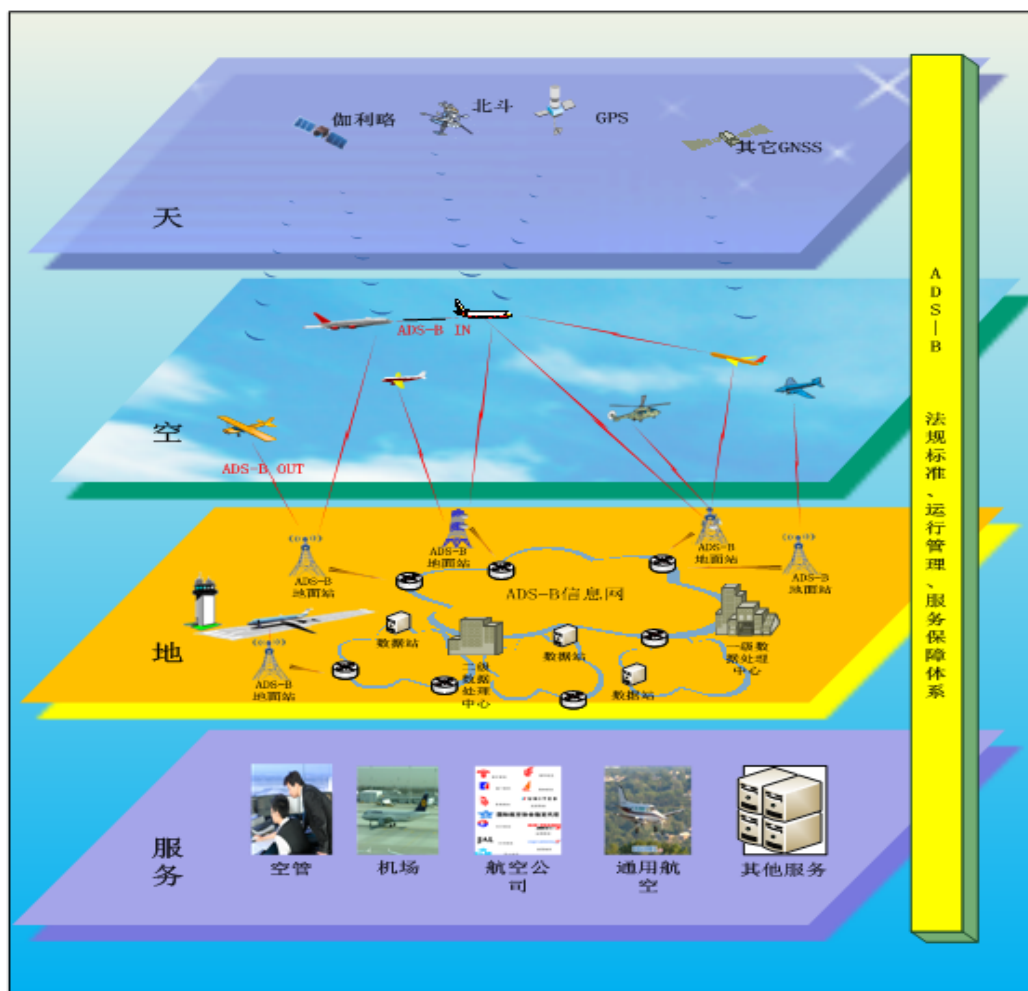 伽利略
北斗
GPS
其它GNSS
天
ADS-B IN
空
ADS-B OUT
ADS-B
地面站
ADS-B
地面站
ADS-B
地面站
ADS-B
地面站
ADS-B信息网
数据站
数据站
一级数
据处理
中心
地
ADS-B
地面站
二级
数据
处理
中心
数据站
服
务
空管
机场
航空公
司
通用航
空
其他服务
ADS—B 法规标准、运行管理、服务保障体系